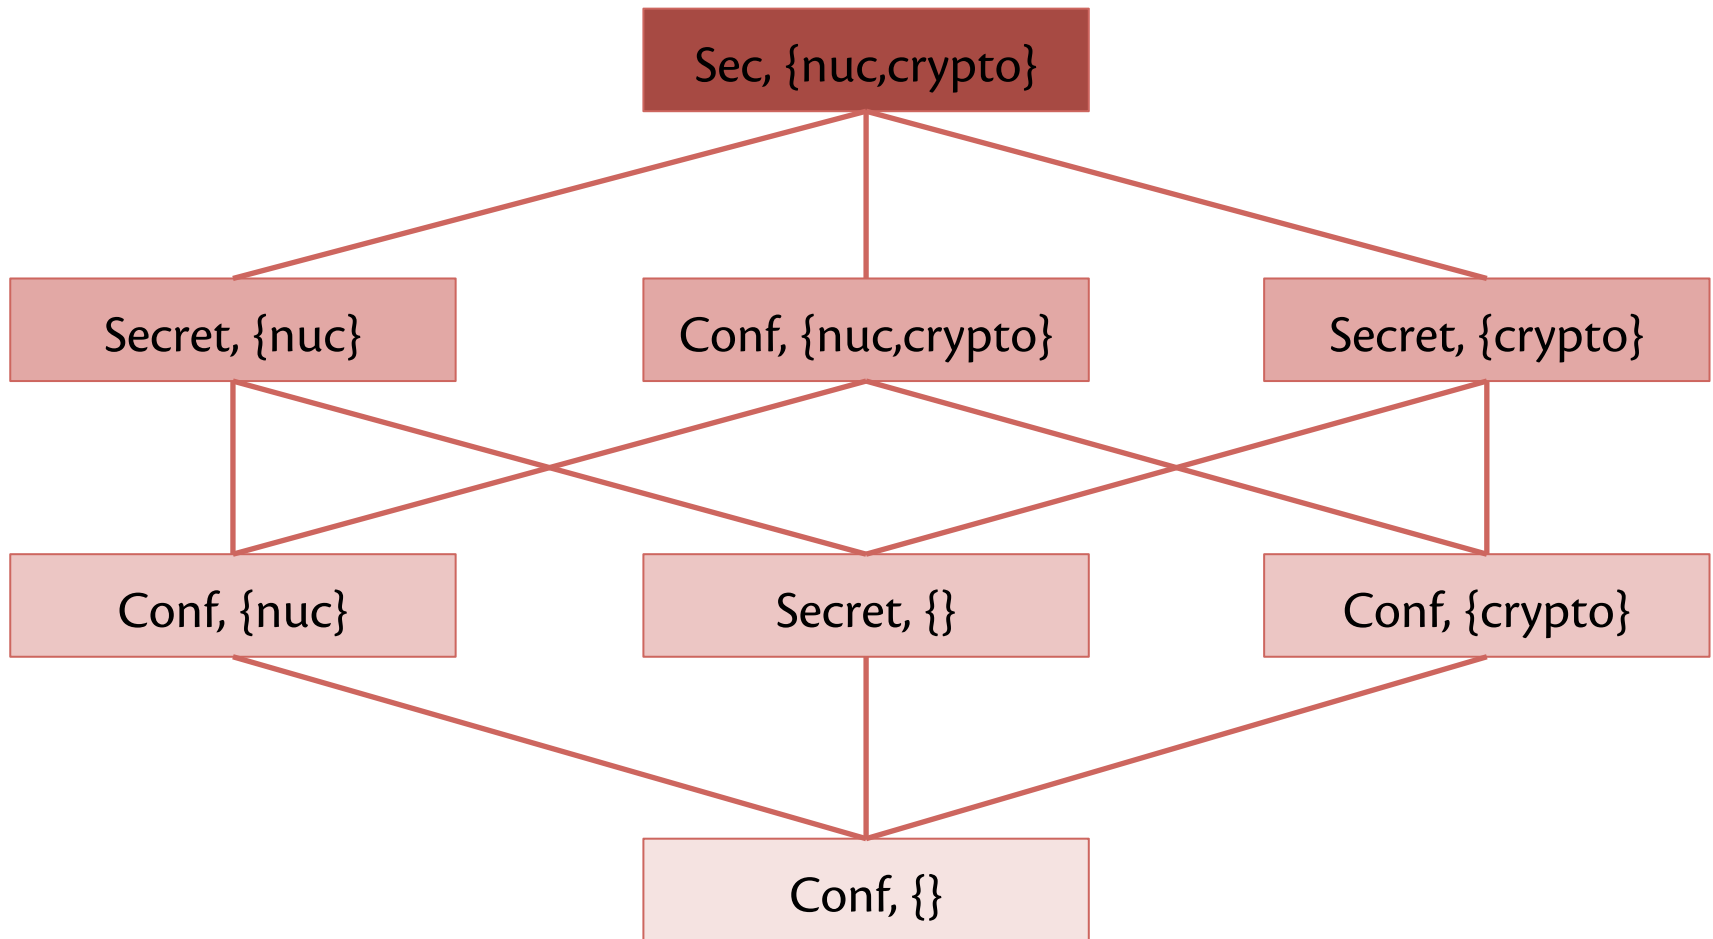 Sec, {nuc,crypto}
Secret, {nuc}
Conf, {nuc,crypto}
Secret, {crypto}
Conf, {nuc}
Secret, {}
Conf, {crypto}
Conf, {}